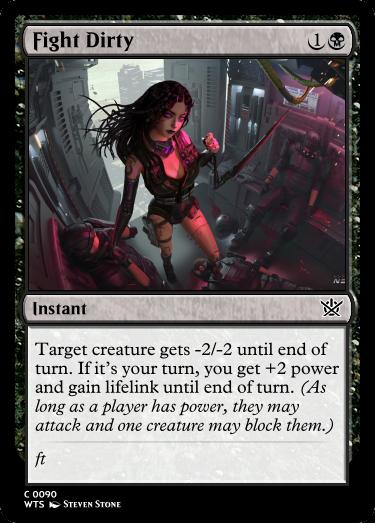 Fight Dirty 1
Instant
Target creature gets -2/-2 until end of
turn. If it's your turn, you get +2 power
and gain lifelink until end of turn. (As
long as a player has power, they may
attack and one creature may block them.)
ft
C 0090
WTS STEVEN STONE